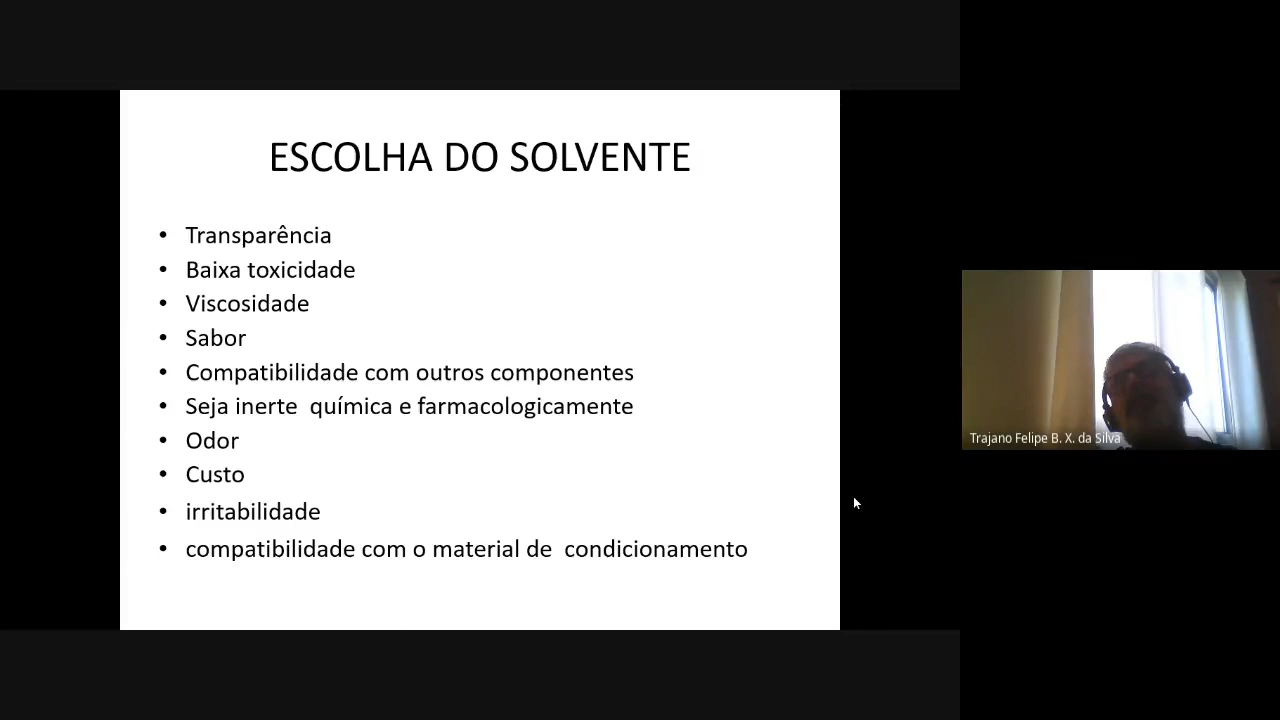 ESCOLHA DO SOLVENTE
• Transparência
• Baixa toxicidade
• Viscosidade
• Sabor
• Compatibilidade com outros componentes
• Seja inerte  química e farmacologicamente
• Odor
• Custo
• irritabilidade
• compatibilidade com o material de  condicionamento
Trajano Felipe B. X. da Silva